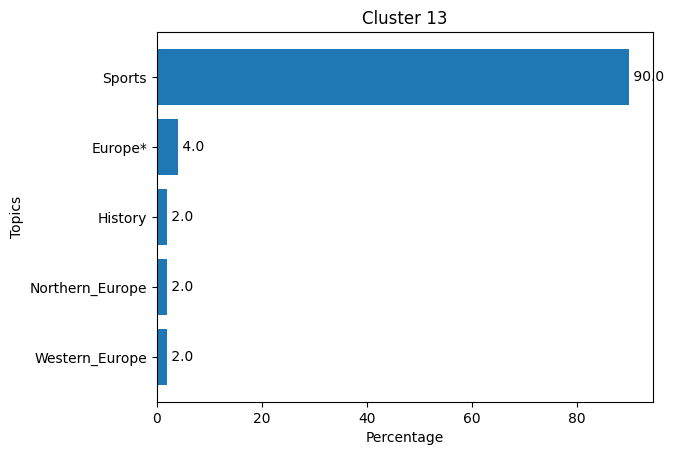 Cluster 13
Topics
Sports 90.0
Europe* 4.0
History 2.0
Northern_Europe 2.0
Western_Europe 2.0
0 20 40 60 80
Percentage